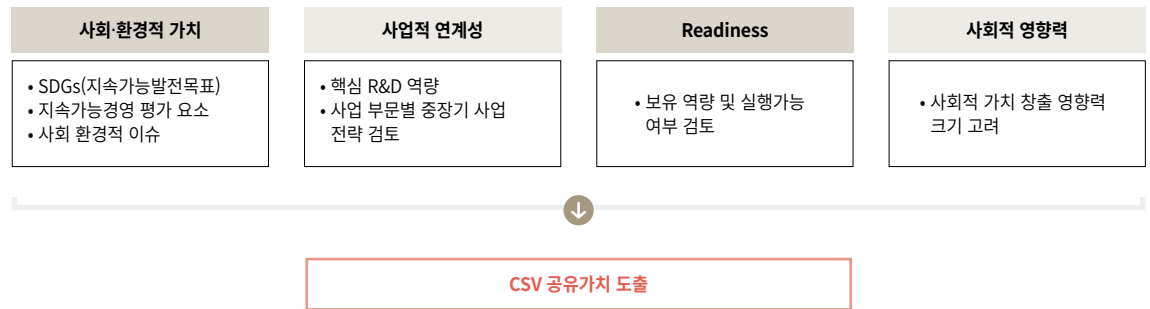 사회·환경적 가치
• SDGs(지속가능발전목표)
• 지속가능경영 평가 요소
• 사회 환경적 이슈
사업적 연계성
• 핵심 R&D 역량
• 사업 부문별 중장기 사업
전략 검토
Readiness
• 보유 역량 및 실행가능
여부 검토
사회적 영향력
• 사회적 가치 창출 영향력
크기 고려
CSV 공유가치 도출